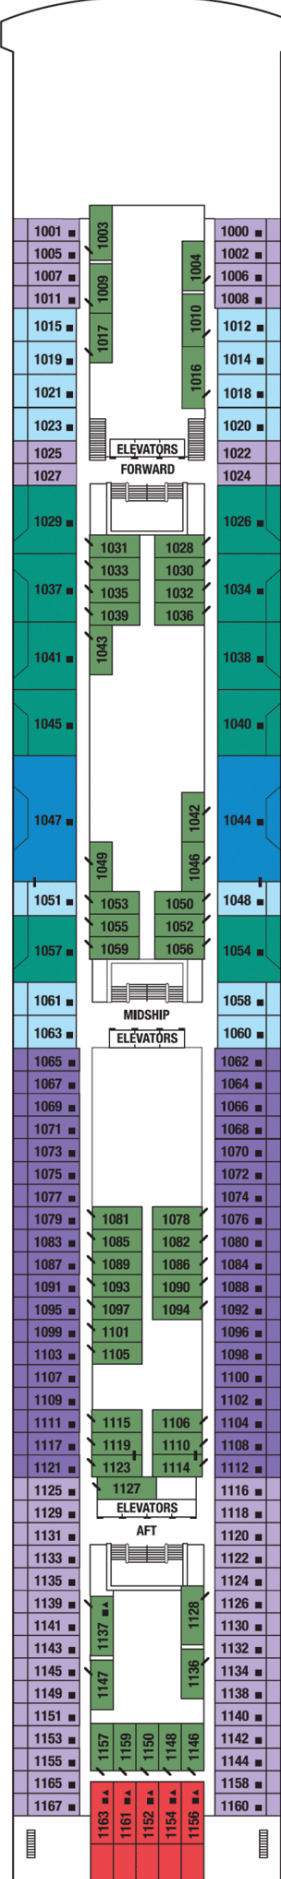 1003
1001 ■ 1000 ■
1005 ■ 1004 1002 ■
1007 ■ 1009 1006 ■
1011 ■ 1008 ■
1015 ■ 1017 1010 1012 ■
1019 ■ 1014 ■
1021 ■ 1016 1018 ■
1023 ■ 1020 ■
1025 ELEVATORS 1022
1027 FORWARD 1024
1029 ■ 1026 ■
1031 1028
1033 1030
1037 ■ 1035 1032 1034 ■
1039 1036
1041 ■ 1043 1038 ■
1045 ■ 1040 ■
1047 ■ 1042 1044 ■
1049 1046
1051 ■ 1053 1050 1048 ■
1055 1052
1057 ■ 1059 1056 1054 ■
1061 ■ 1058 ■
MIDSHIP
1063 ■ ELEVATORS 1060 ■
1065 ■ 1062 ■
1067 ■ 1064 ■
1069 ■ 1066 ■
1071 ■ 1068 ■
1073 ■ 1070 ■
1075 ■ 1072 ■
1077 ■ 1074 ■
1079 ■ 1081 1078 1076 ■
1083 ■ 1085 1082 1080 ■
1087 ■ 1089 1086 1084 ■
1091 ■ 1093 1090 1088 ■
1095 ■ 1097 1094 1092 ■
1099 ■ 1101 1096 ■
1103 ■ 1105 1098 ■
1107 ■ 1100 ■
1109 ■ 1102 ■
1111 ■ 1115 1106 1104 ■
1117 ■ 1119 1110 1108 ■
1121 ■ 1123 1114 1112 ■
1125 ■ 1127 1116 ■
1129 ■ ELEVATORS 1118 ■
1131 ■ AFT 1120 ■
1133 ■ 1122 ■
1135 ■ 1124 ■
1139 ■ 1128 1126 ■
1141 ■ 1137 ■▲ 1130 ■
1143 ■ 1132 ■
1145 ■ 1147 1136 1134 ■
1149 ■ 1138 ■
1151 ■ 1140 ■
1153 ■ 1157 1159 1150 1148 1146 1142 ■
1155 ■ 1144 ■
1165 ■ 1158 ■
1167 ■ 1163 ■▲ 1161 ■▲ 1152 ■▲ 1154 ■▲ 1156 ■▲ 1160 ■